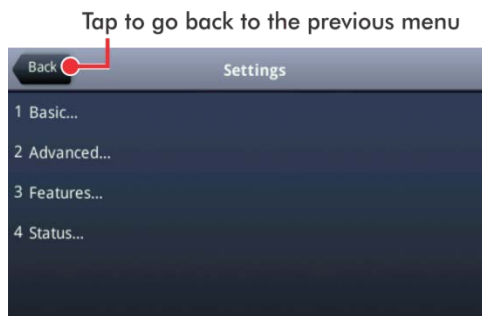 Tap to go back to the previous menu
Back
Settings
1 Basic...
2 Advanced...
3 Features...
4 Status...